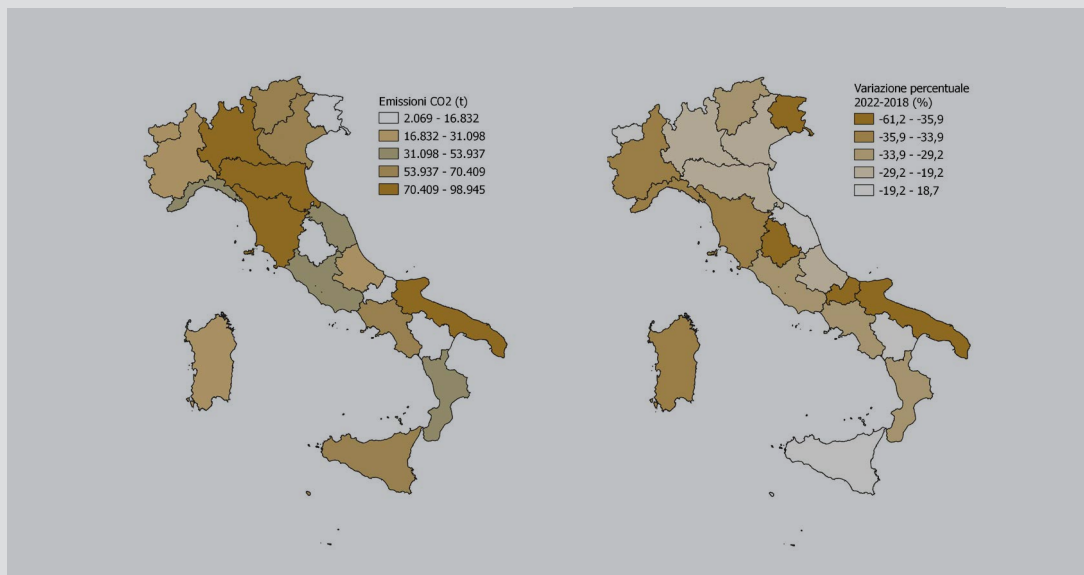 Emissioni CO2 (t)
2.069 - 16.832
16.832 - 31.098
31.098 - 53.937
53.937 - 70.409
70.409 - 98.945
Variazione percentuale
2022-2018 (%)
-61,2 - -35,9
-35,9 - -33,9
-33,9 - -29,2
-29,2 - -19,2
-19,2 - 18,7